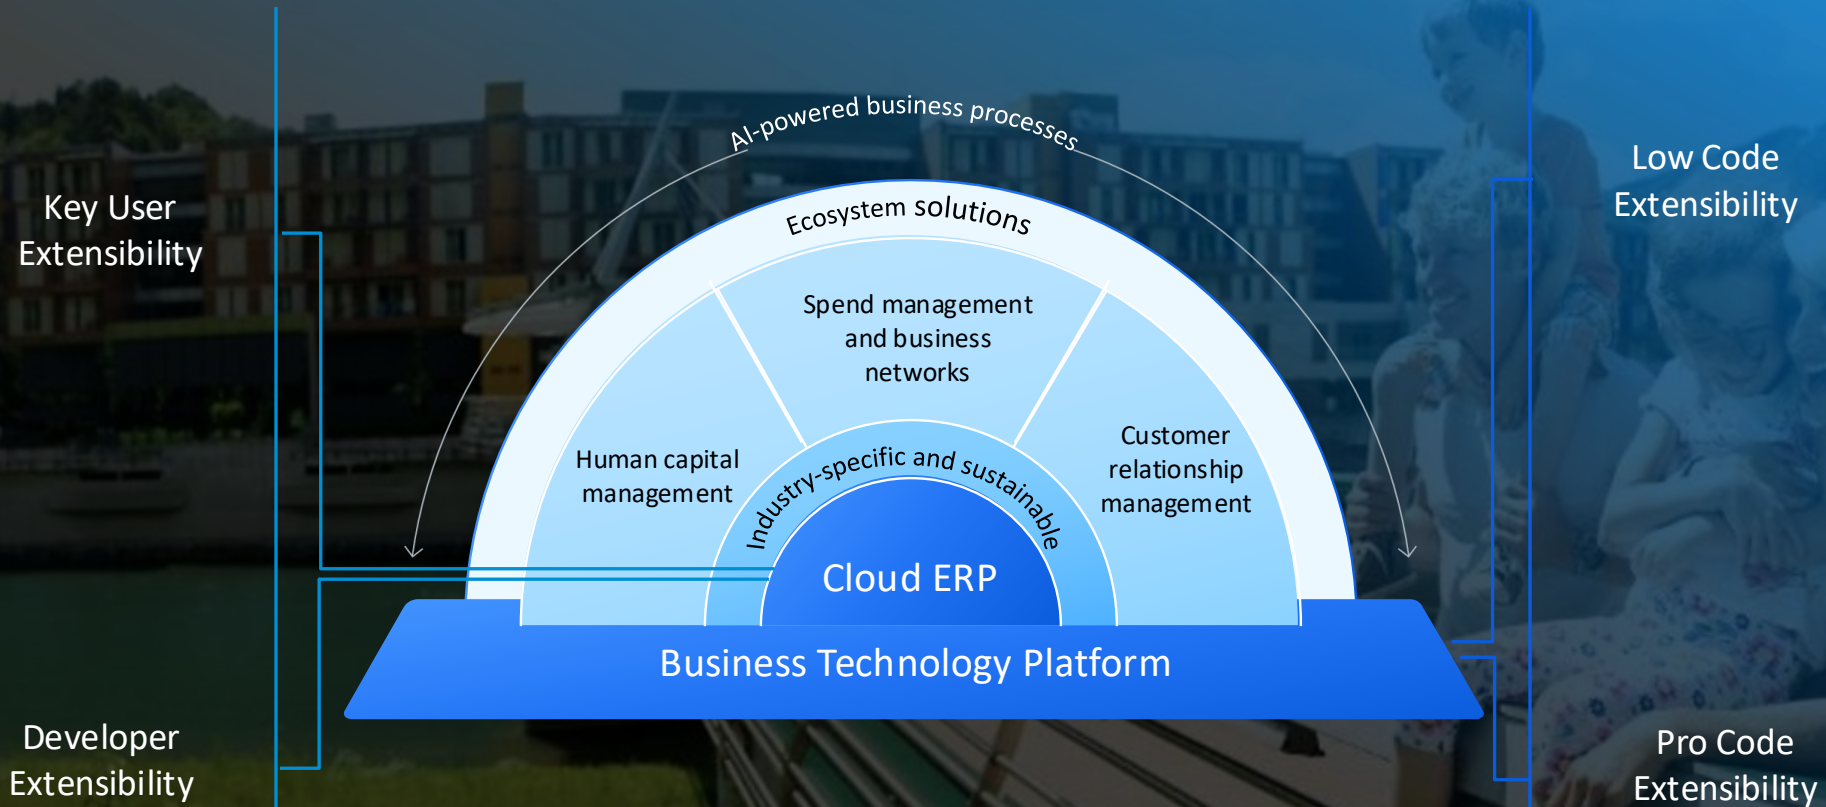 AI-powered business processes
Ecosystem solutions
Key User
Extensibility
Low Code
Extensibility
Spend management
and business
networks
Human capital
management
Customer
relationship
management
Industry-specific and sustainable
Cloud ERP
Business Technology Platform
Developer
Extensibility
Pro Code
Extensibility